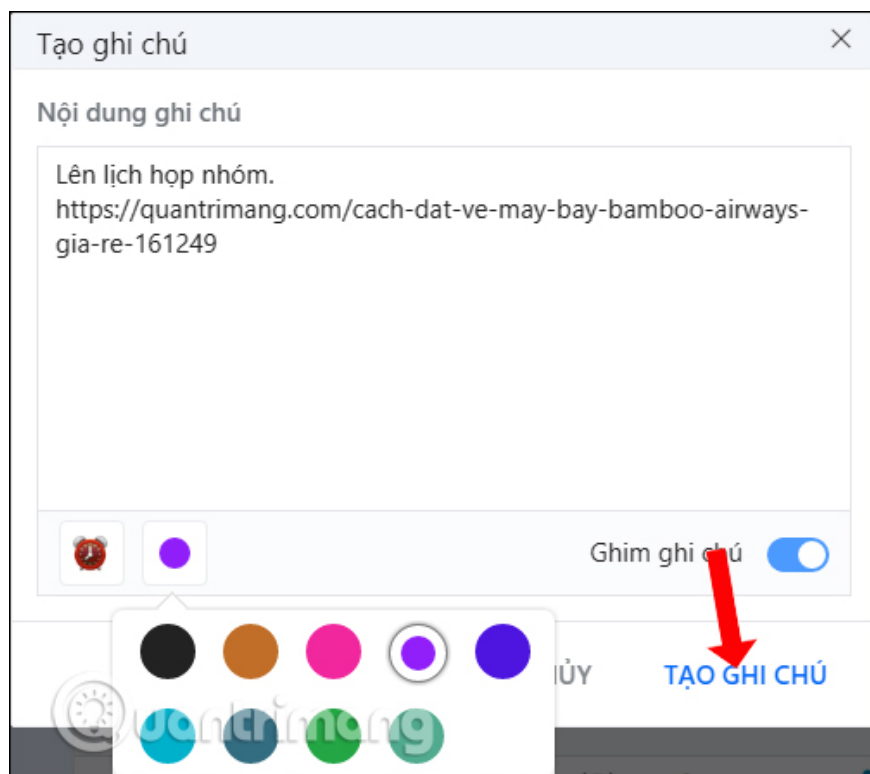 Tạo ghi chú
Nội dung ghi chú
Lên lịch họp nhóm.
https://quantrimang.com/cach-dat-ve-may-bay-bamboo-airways-
gia-re-161249
Ghim ghi chú
TẠO GHI CHÚ
Quantrimang